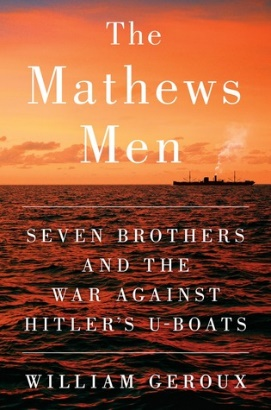 The
Mathews
Men
SEVEN BROTHERS
AND THE
WAR AGAINST
HITLER'S U-BOATS
WILLIAM GEROUX